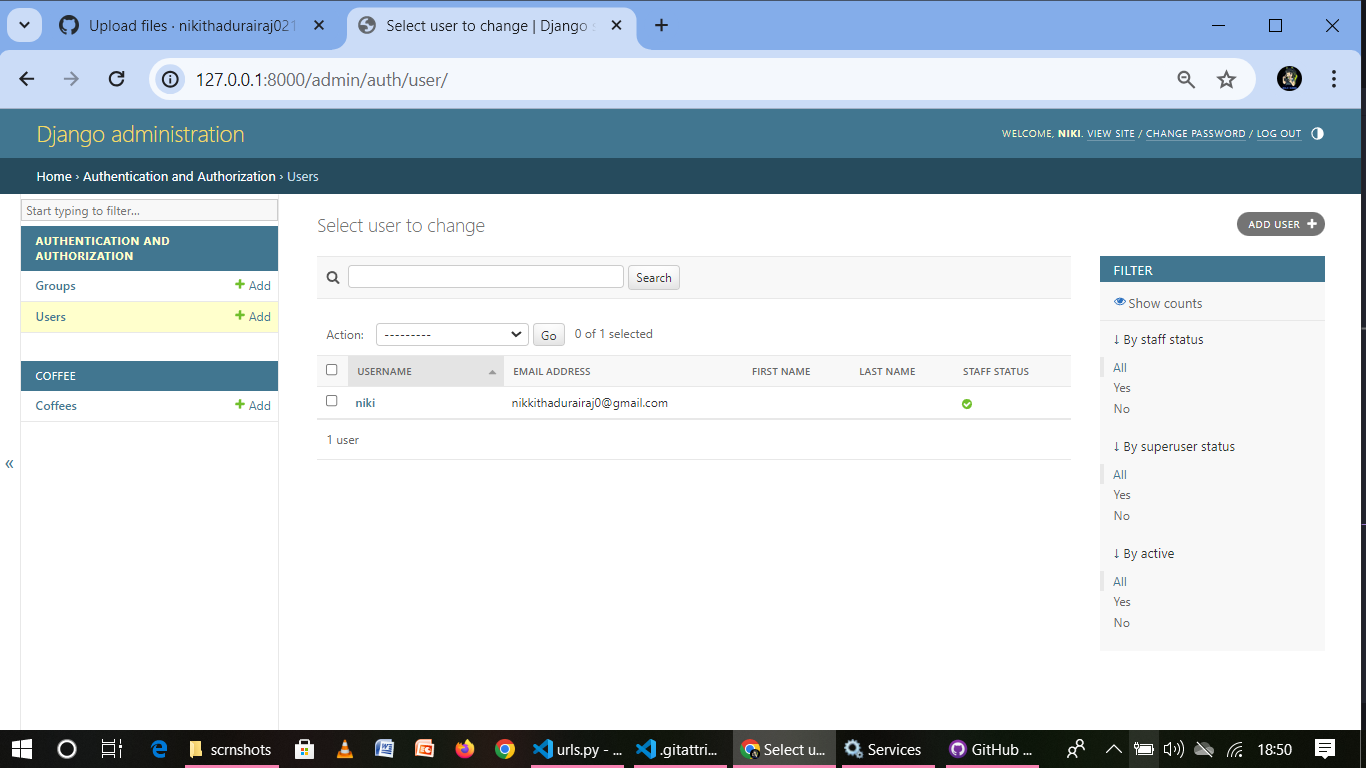 Upload files · nikithadurairaj021
Select user to change | Django s
127.0.0.1:8000/admin/auth/user/
Django administration
WELCOME, NIKI. VIEW SITE / CHANGE PASSWORD / LOG OUT
Home › Authentication and Authorization › Users
Start typing to filter...
AUTHENTICATION AND
AUTHORIZATION
Groups
+ Add
Users
+ Add
COFFEE
Coffees
+ Add
«
Select user to change
ADD USER +
Search
Action:
---------
Go
0 of 1 selected
USERNAME
EMAIL ADDRESS
FIRST NAME
LAST NAME
STAFF STATUS
niki
nikkithadurairaj0@gmail.com
1 user
FILTER
Show counts
↓ By staff status
All
Yes
No
↓ By superuser status
All
Yes
No
↓ By active
All
Yes
No
scrnshots
urls.py - ...
.gitattri...
Select u...
Services
GitHub ...
18:50